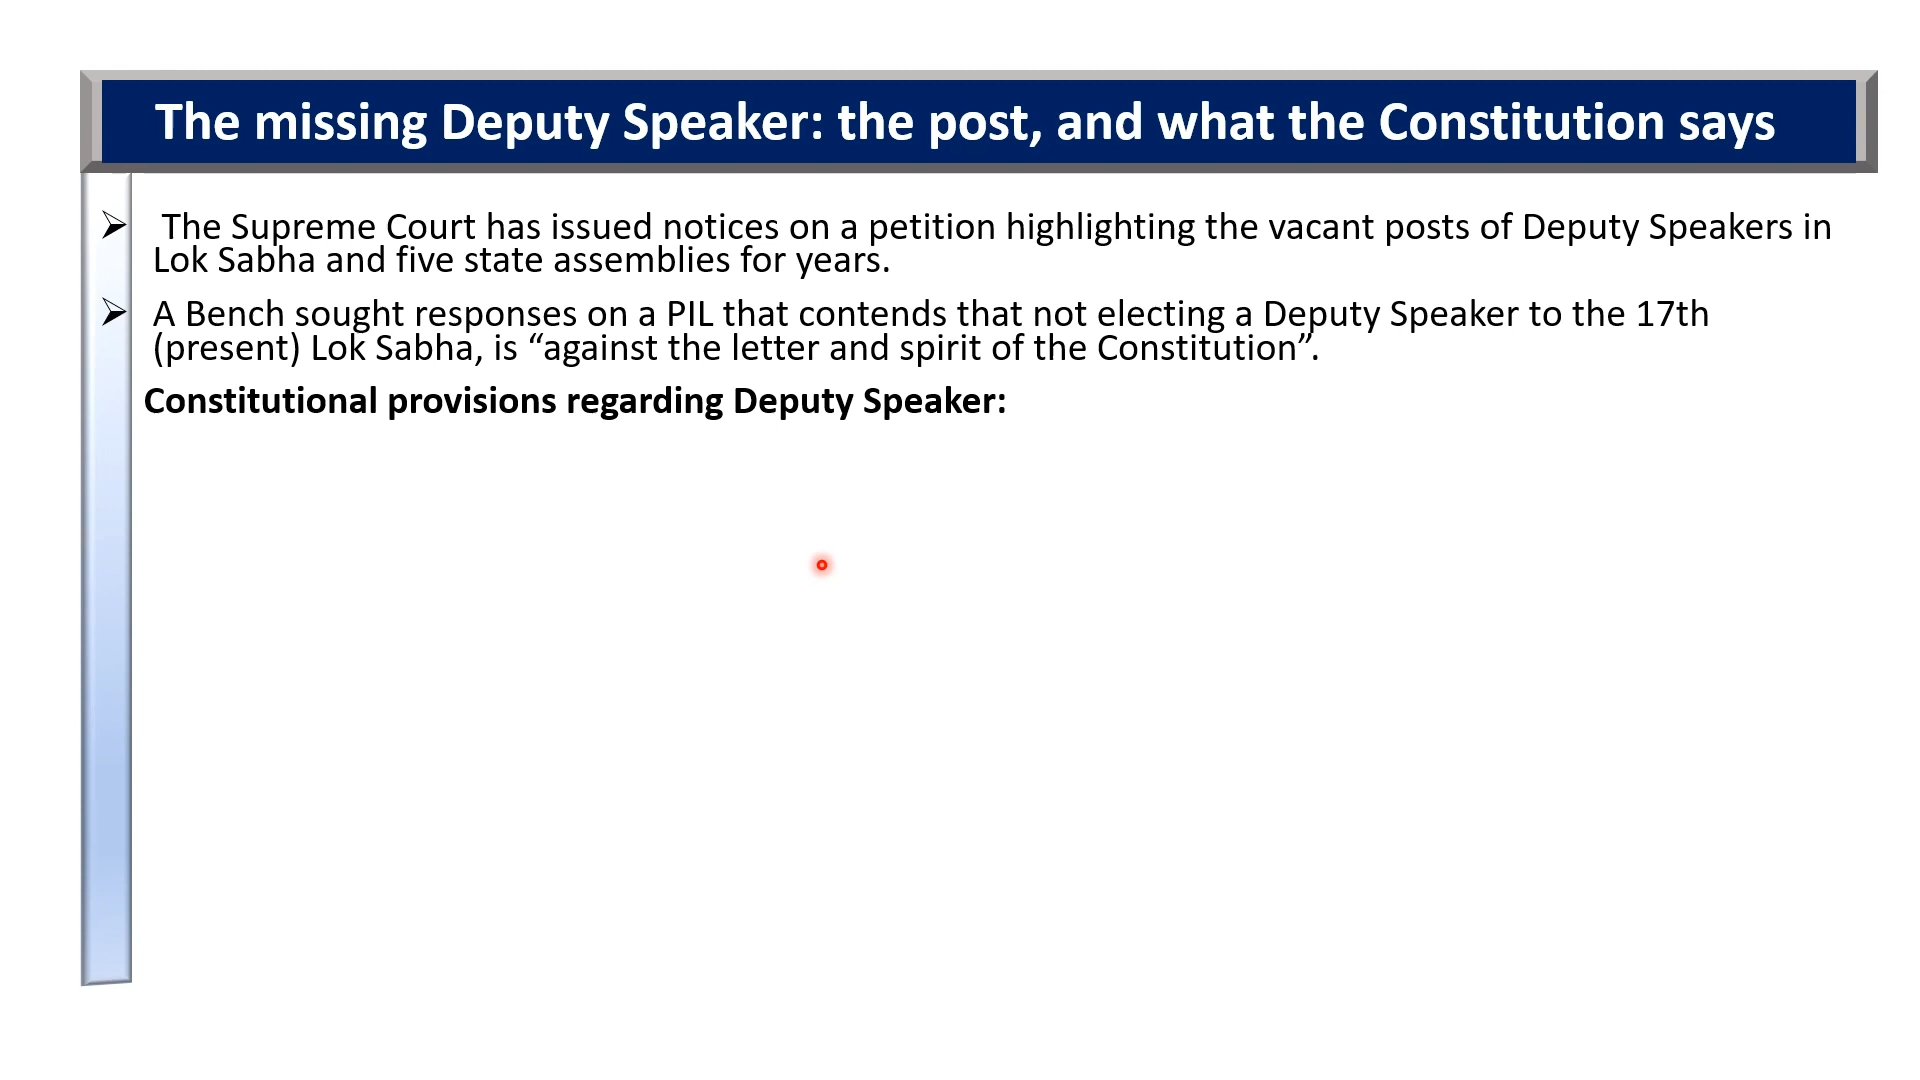 The missing Deputy Speaker: the post, and what the Constitution says
The Supreme Court has issued notices on a petition highlighting the vacant posts of Deputy Speakers in
Lok Sabha and five state assemblies for years.
A Bench sought responses on a PIL that contends that not electing a Deputy Speaker to the 17th
(present) Lok Sabha, is “against the letter and spirit of the Constitution”.
Constitutional provisions regarding Deputy Speaker: